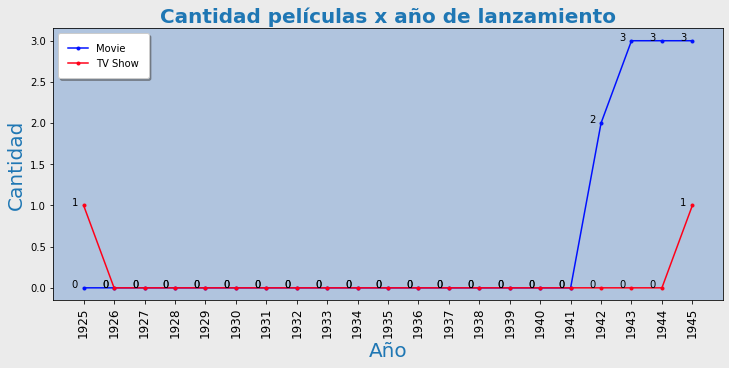 Cantidad películas x año de lanzamiento
Movie
TV Show
Cantidad
3.0
2.5
2.0
1.5
1.0
0.5
0.0
3 3 3
2
1 1
0 0 0 0 0 0 0 0 0 0 0 0 0 0 0 0 0 0 0 0
1925 1926 1927 1928 1929 1930 1931 1932 1933 1934 1935 1936 1937 1938 1939 1940 1941 1942 1943 1944 1945
Año